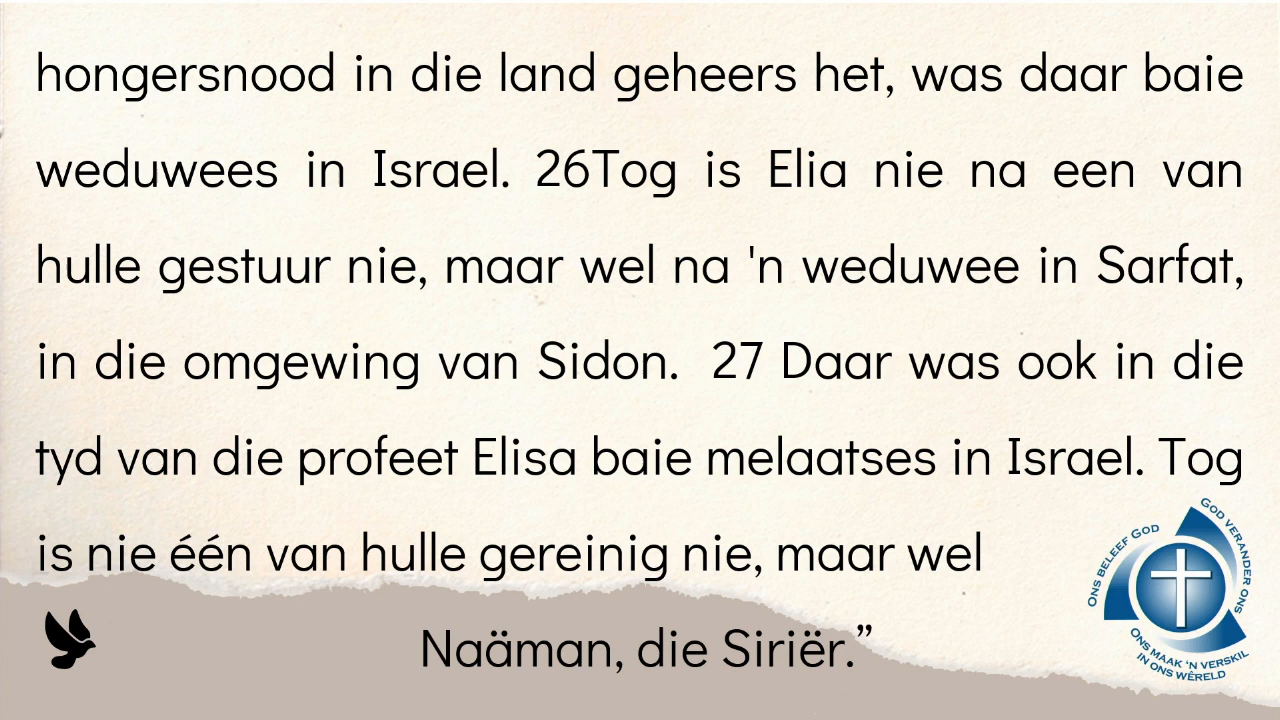 hongersnood in die land geheers het, was daar baie
weduwees in Israel. 26Tog is Elia nie na een van
hulle gestuur nie, maar wel na 'n weduwee in Sarfat,
in die omgewing van Sidon. 27 Daar was ook in die
tyd van die profeet Elisa baie melaatses in Israel. Tog
is nie één van hulle gereinig nie, maar wel
Naäman, die Siriër.”
ONS BELEEF GOD
GOD VERANDER ONS
ONS MAAK 'N VERSKIL
IN ONS WÊRELD